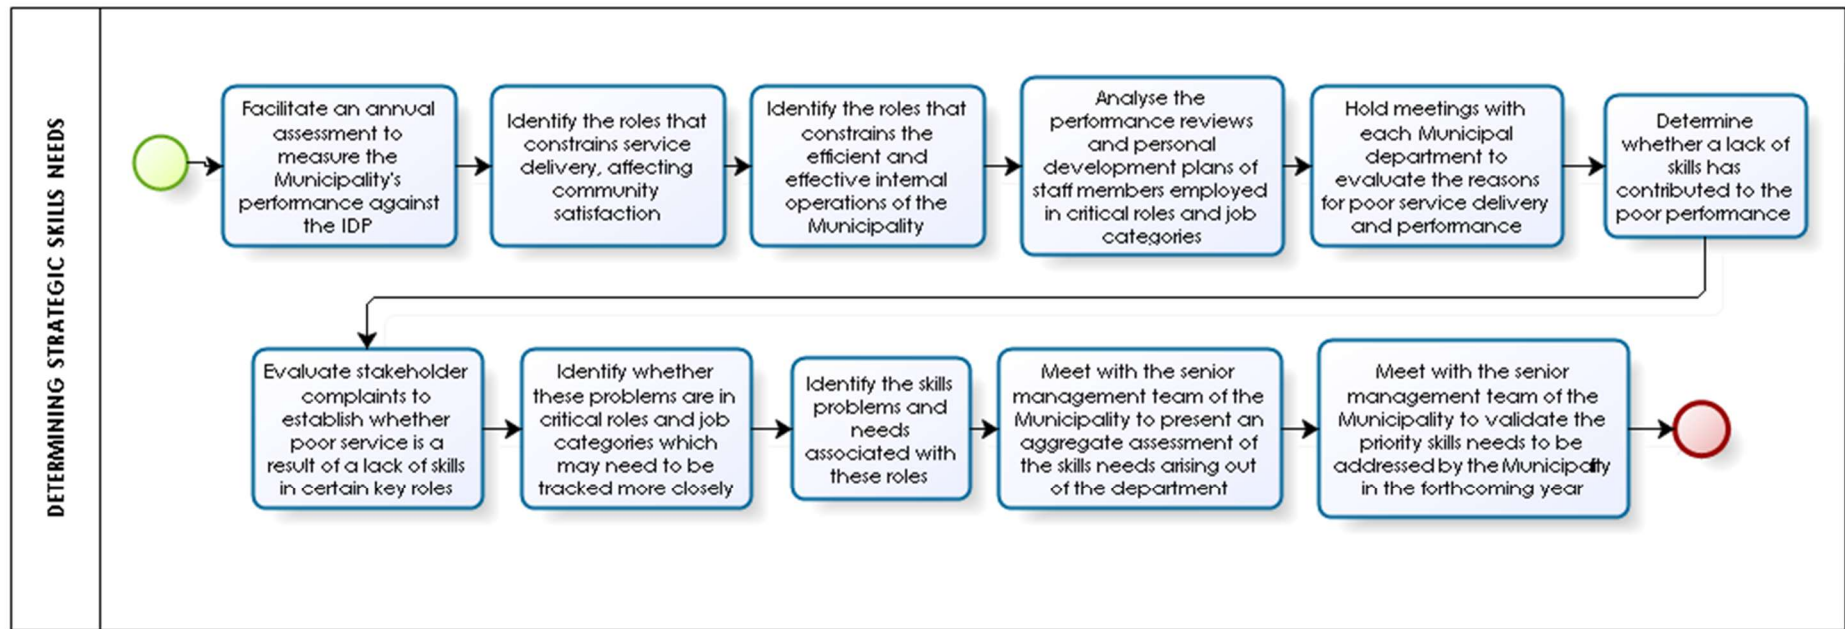 DETERMINING STRATEGIC SKILLS NEEDS
Facilitate an annual
assessment to
measure the
Municipality's
performance against
the IDP
Identify the roles that
constrains service
delivery, affecting
community
satisfaction
Identify the roles that
constrains the
efficient and
effective internal
operations of the
Municipality
Analyse the
performance reviews
and personal
development plans of
staff members employed
in critical roles and job
categories
Hold meetings with
each Municipal
department to
evaluate the reasons
for poor service delivery
and performance
Determine
whether a lack of
skills has
contributed to the
poor performance
Evaluate stakeholder
complaints to
establish whether
poor service is a
result of a lack of skills
in certain key roles
Identify whether
these problems are in
critical roles and job
categories which
may need to be
tracked more closely
Identify the skills
problems and
needs
associated with
these roles
Meet with the senior
management team of the
Municipality to present an
aggregate assessment of
the skills needs arising out
of the department
Meet with the senior
management team of the
Municipality to validate the
priority skills needs to be
addressed by the Municipality
in the forthcoming year